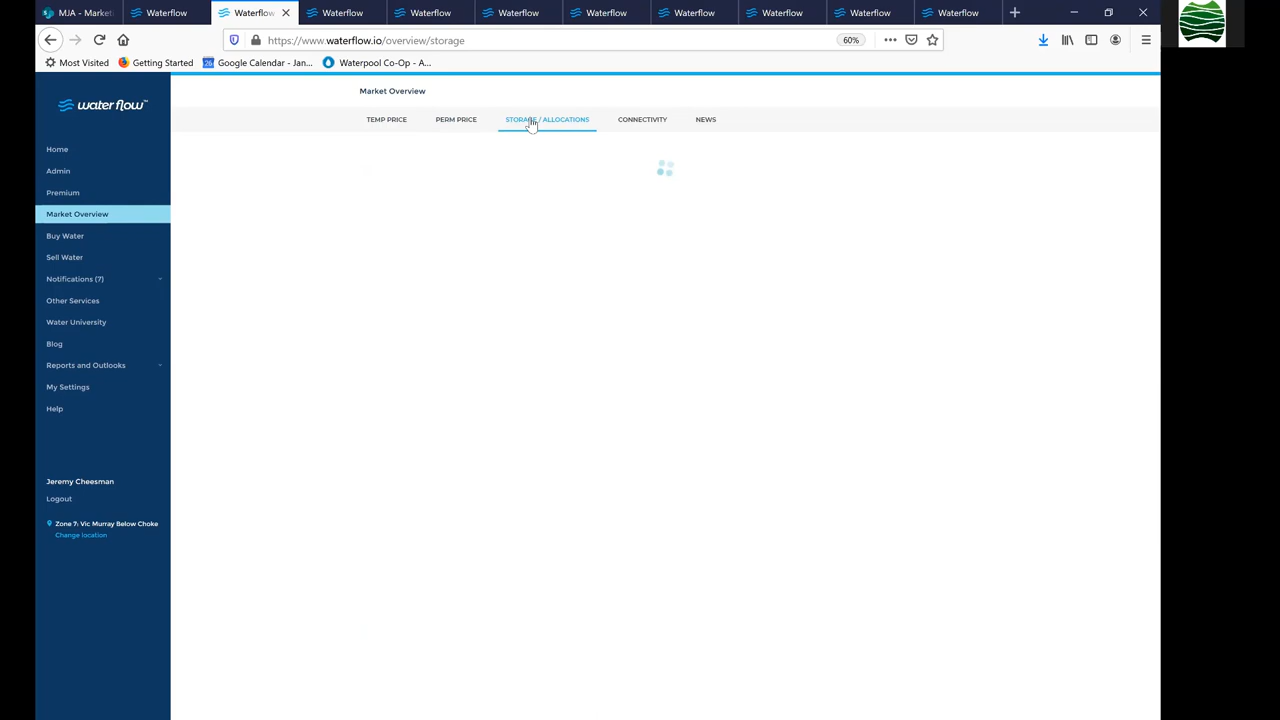 MJA - Market
Waterflow
Waterflow
Waterflow
Waterflow
Waterflow
Waterflow
Waterflow
Waterflow
Waterflow
Waterflow
https://www.waterflow.io/overview/storage
60%
Most Visited
Getting Started
Google Calendar - Jan...
Waterpool Co-Op - A...
water flow™
Market Overview
TEMP PRICE
PERM PRICE
STORAGE / ALLOCATIONS
CONNECTIVITY
NEWS
Home
Admin
Premium
Market Overview
Buy Water
Sell Water
Notifications (7)
Other Services
Water University
Blog
Reports and Outlooks
My Settings
Help
Jeremy Cheesman
Logout
Zone 7: Vic Murray Below Choke
Change location